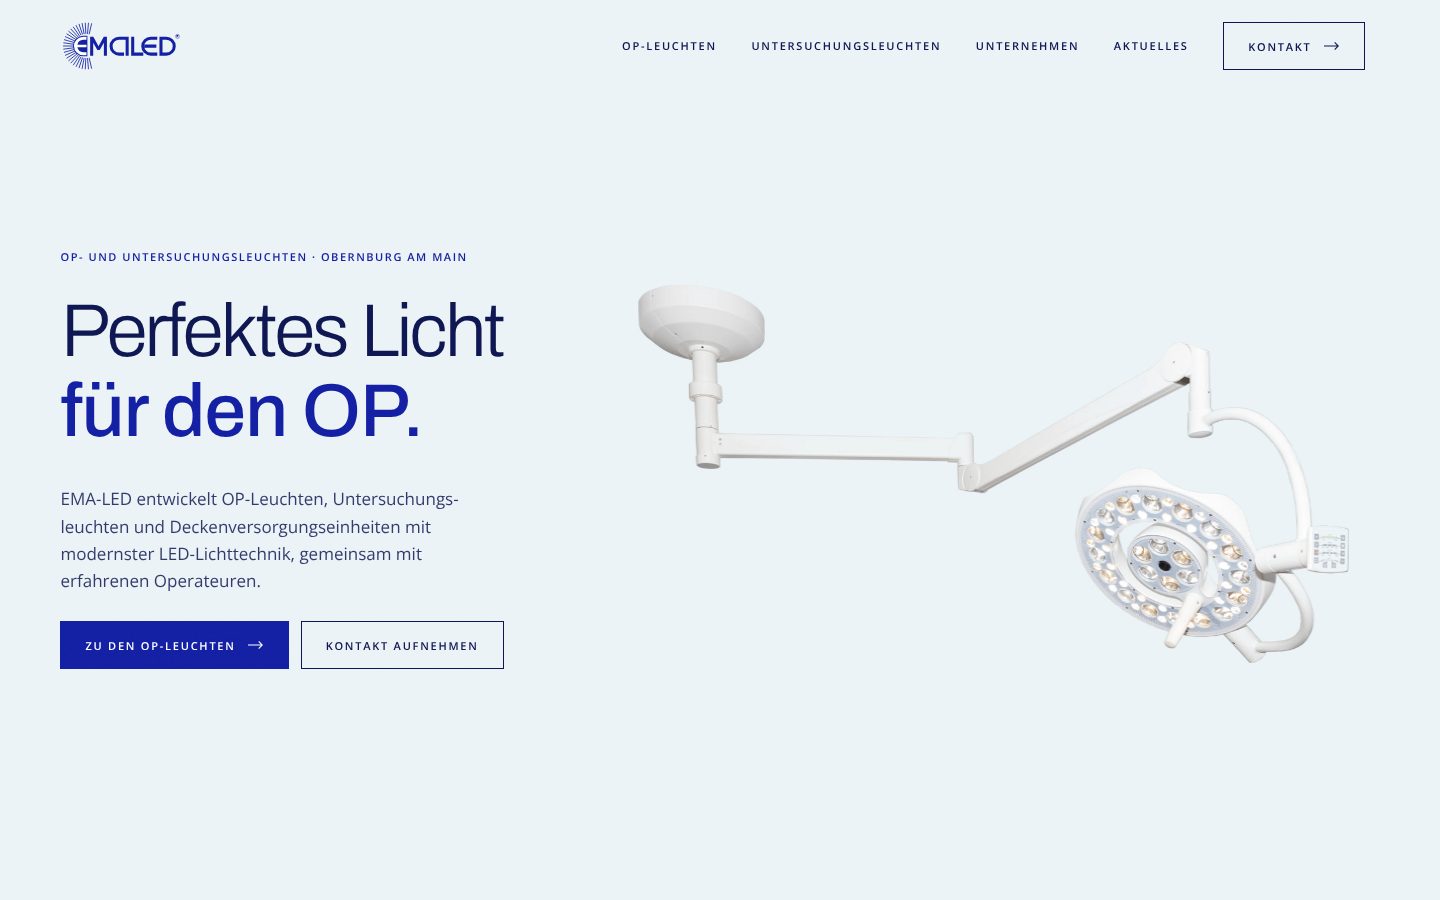 EMALED®
OP-LEUCHTEN
UNTERSUCHUNGSLEUCHTEN
UNTERNEHMEN
AKTUELLES
KONTAKT →
OP- UND UNTERSUCHUNGSLEUCHTEN · OBERNBURG AM MAIN
Perfektes Licht
für den OP.
EMA-LED entwickelt OP-Leuchten, Untersuchungs-
leuchten und Deckenversorgungseinheiten mit
modernster LED-Lichttechnik, gemeinsam mit
erfahrenen Operateuren.
ZU DEN OP-LEUCHTEN →
KONTAKT AUFNEHMEN